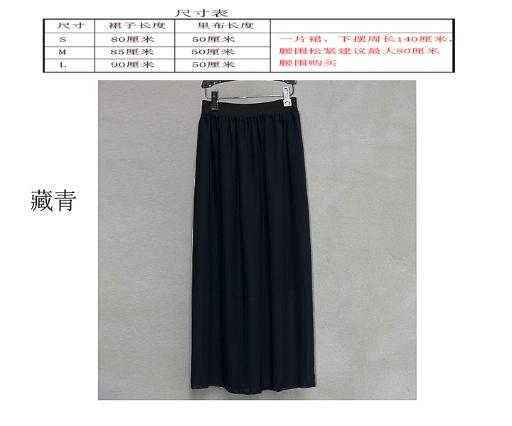 尺寸表
尺寸 裙子长度 里布长度
S 80厘米 50厘米 一片裙，下摆周长140厘米，
M 85厘米 50厘米 腰围松紧建议最大80厘米
L 90厘米 50厘米 腰围购买
藏青